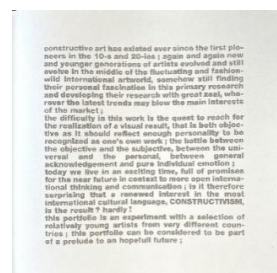 constructive art has existed ever since the first pio-
neers in the 10-s and 20-ies ; again and again new
and younger generations of artists evolved and still
evolve in the middle of the fluctuating and fashion-
wild international artworld, somehow still finding
their personal fascination in this primary research
and developing their research with great zeal, whe-
rever the latest trends may blow the main interests
of the market ;
the difficulty in this work is the quest to reach for
the realization of a visual result, that is both objec-
tive as it should reflect enough personality to be
recognized as one's own work ; the battle between
the objective and the subjective, between the uni-
versal and the personal, between general
acknowledgement and pure individual emotion ;
today we live in an exciting time, full of promises
for the near future in context to more open interna-
tional thinking and communication ; is it therefore
surprising that a renewed interest in the most
international cultural language, CONSTRUCTIVISM,
is the result ? hardly !
this portfolio is an experiment with a selection of
relatively young artists from very different coun-
tries ; this portfolio can be considered to be part
of a prelude to an hopefull future ;